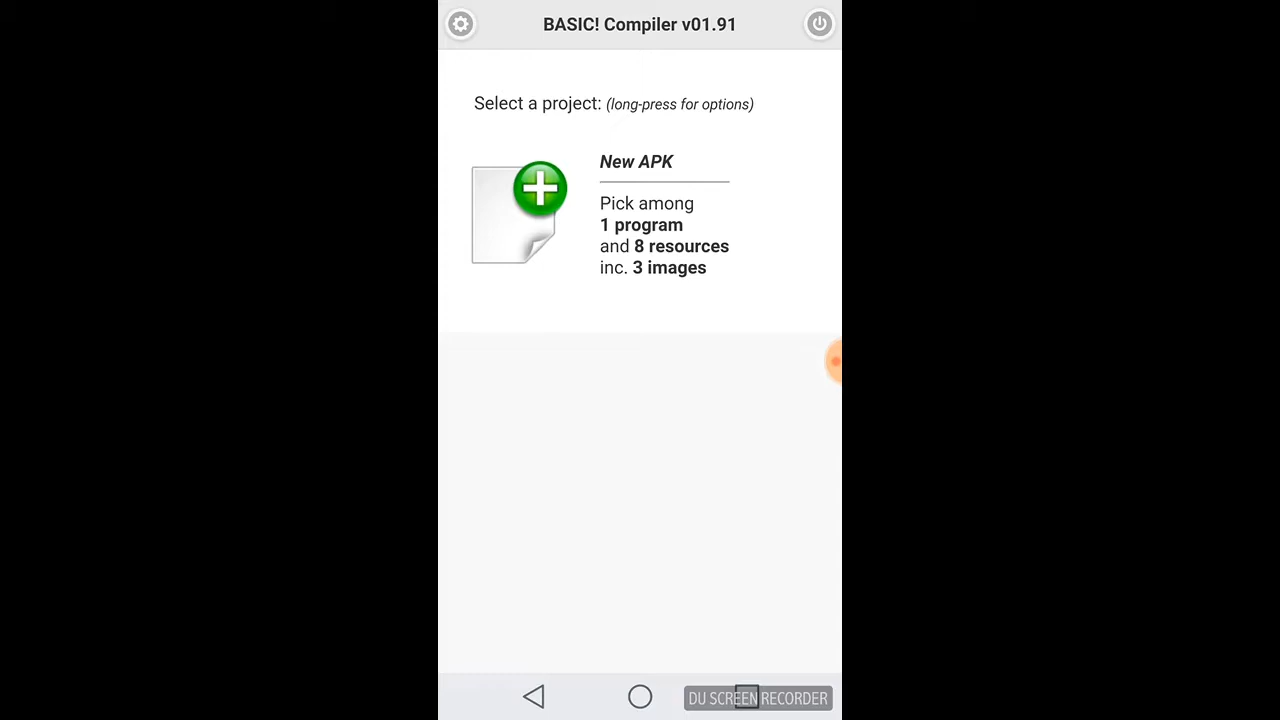 BASIC! Compiler v01.91
Select a project: (long-press for options)
New APK
Pick among
1 program
and 8 resources
inc. 3 images
DU SCREEN RECORDER